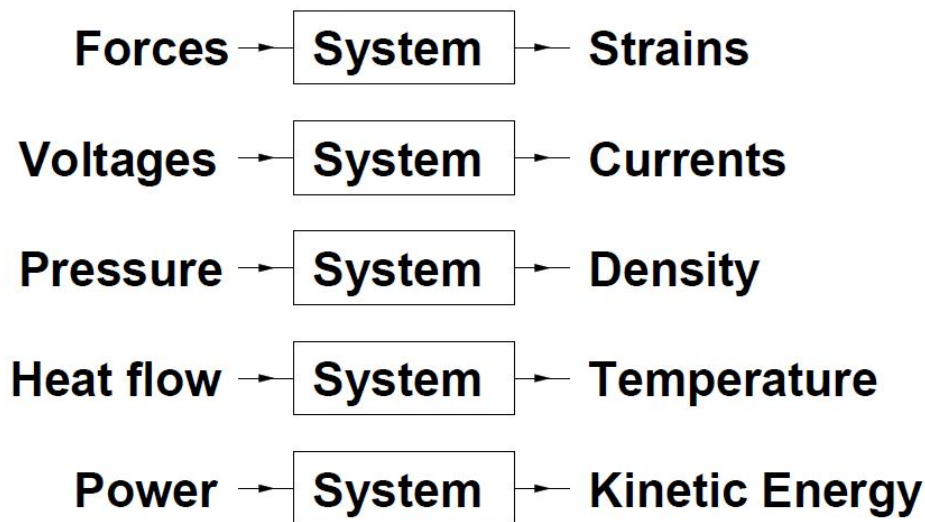 Forces System Strains
Voltages System Currents
Pressure System Density
Heat flow System Temperature
Power System Kinetic Energy